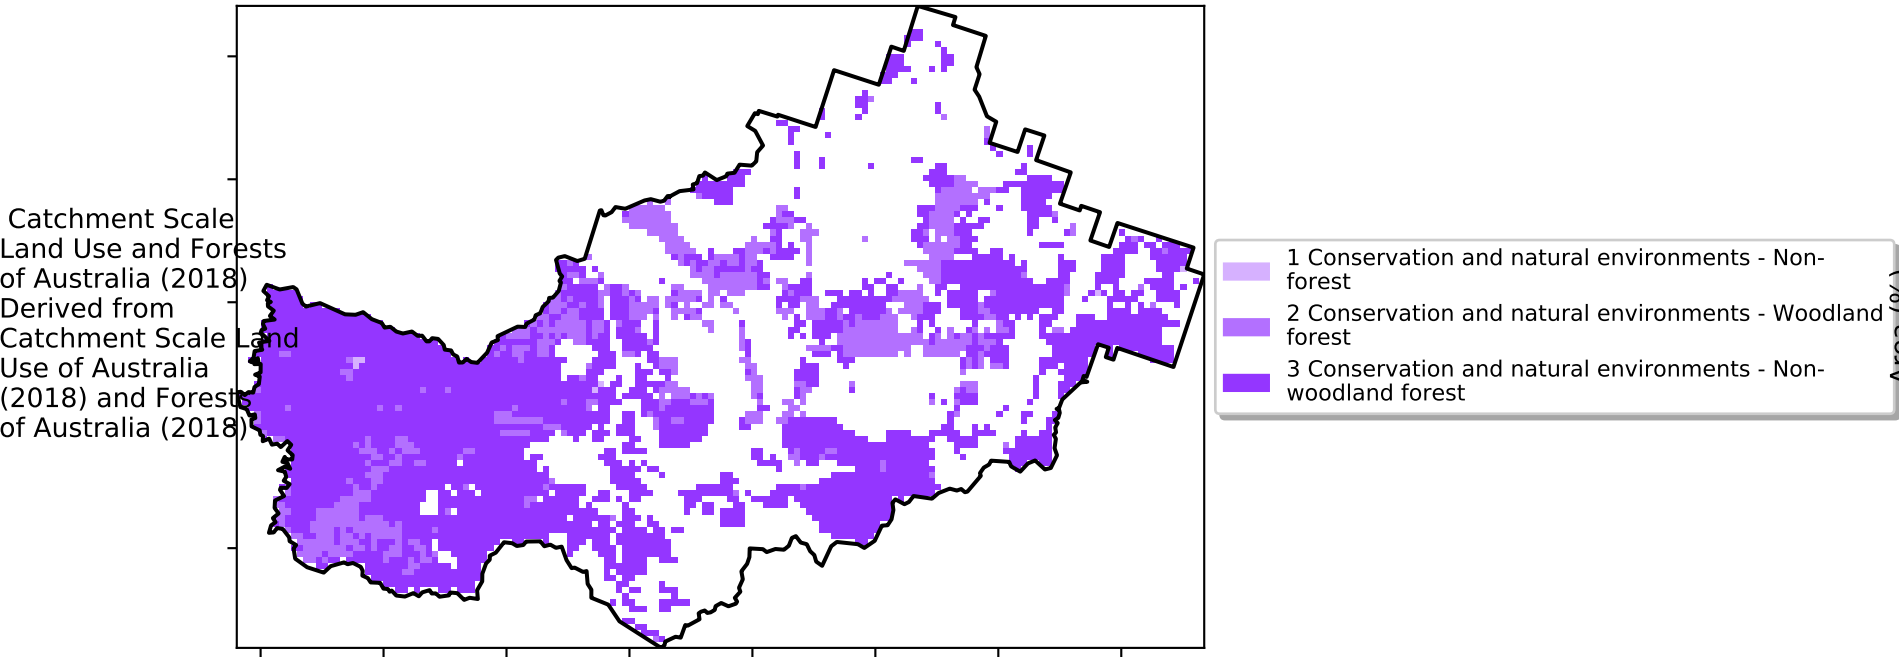 Catchment Scale
Land Use and Forests
of Australia (2018)
Derived from
Catchment Scale Land
Use of Australia
(2018) and Forests
of Australia (2018)
1 Conservation and natural environments - Non-
forest
2 Conservation and natural environments - Woodland
forest
3 Conservation and natural environments - Non-
woodland forest